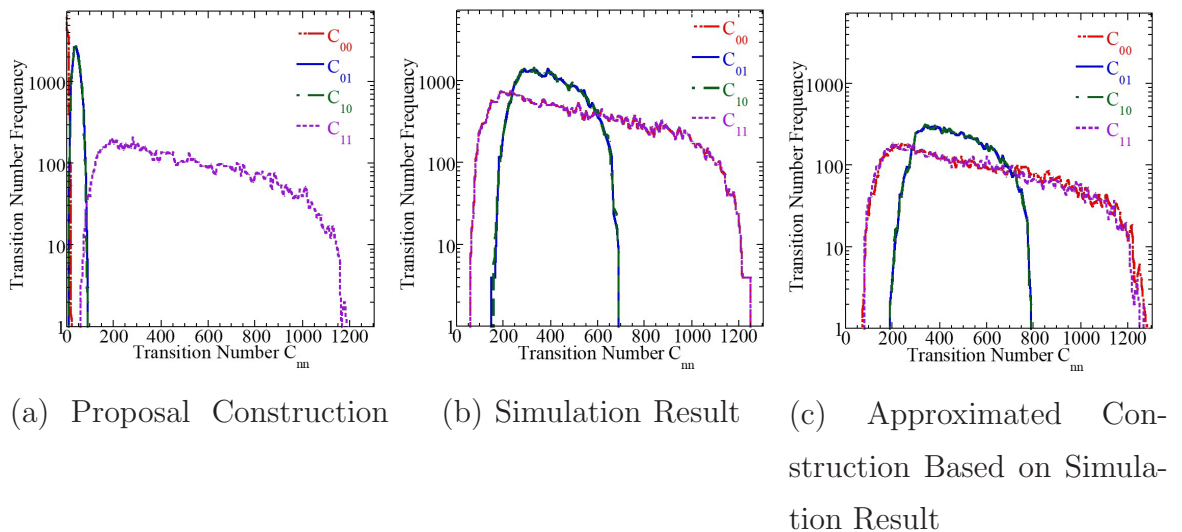 C00
C01
C10
C11
1000
100
10
1
0 200 400 600 800 1000 1200
Transition Number Frequency
Transition Number Cnn
C00
C01
C10
C11
1000
100
10
1
0 200 400 600 800 1000 1200
Transition Number Frequency
Transition Number Cnn
C00
C01
C10
C11
1000
100
10
1
0 200 400 600 800 1000 1200
Transition Number Frequency
Transition Number Cnn
(a) Proposal Construction
(b) Simulation Result
(c) Approximated Con-
struction Based on Simula-
tion Result